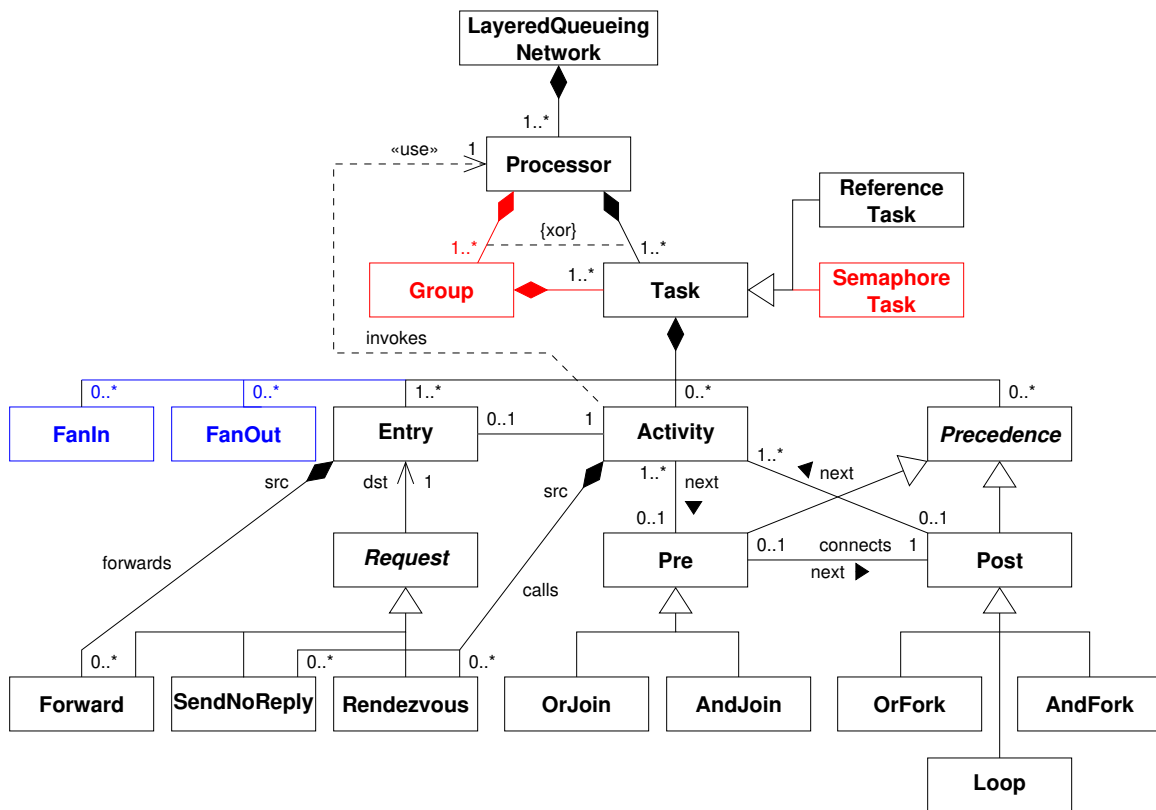 LayeredQueueing
Network
1..*
«use»
1
Processor
Reference
Task
1..*
{xor}
1..*
Group
1..*
Task
Semaphore
Task
invokes
0..*
0..*
1..*
0..*
0..*
FanIn
FanOut
Entry
0..1
1
Activity
Precedence
src
dst
1
src
1..*
next
1..*
next
0..1
0..1
forwards
Request
Pre
0..1
connects
1
next
Post
calls
0..*
0..*
0..*
Forward
SendNoReply
Rendezvous
OrJoin
AndJoin
OrFork
AndFork
Loop